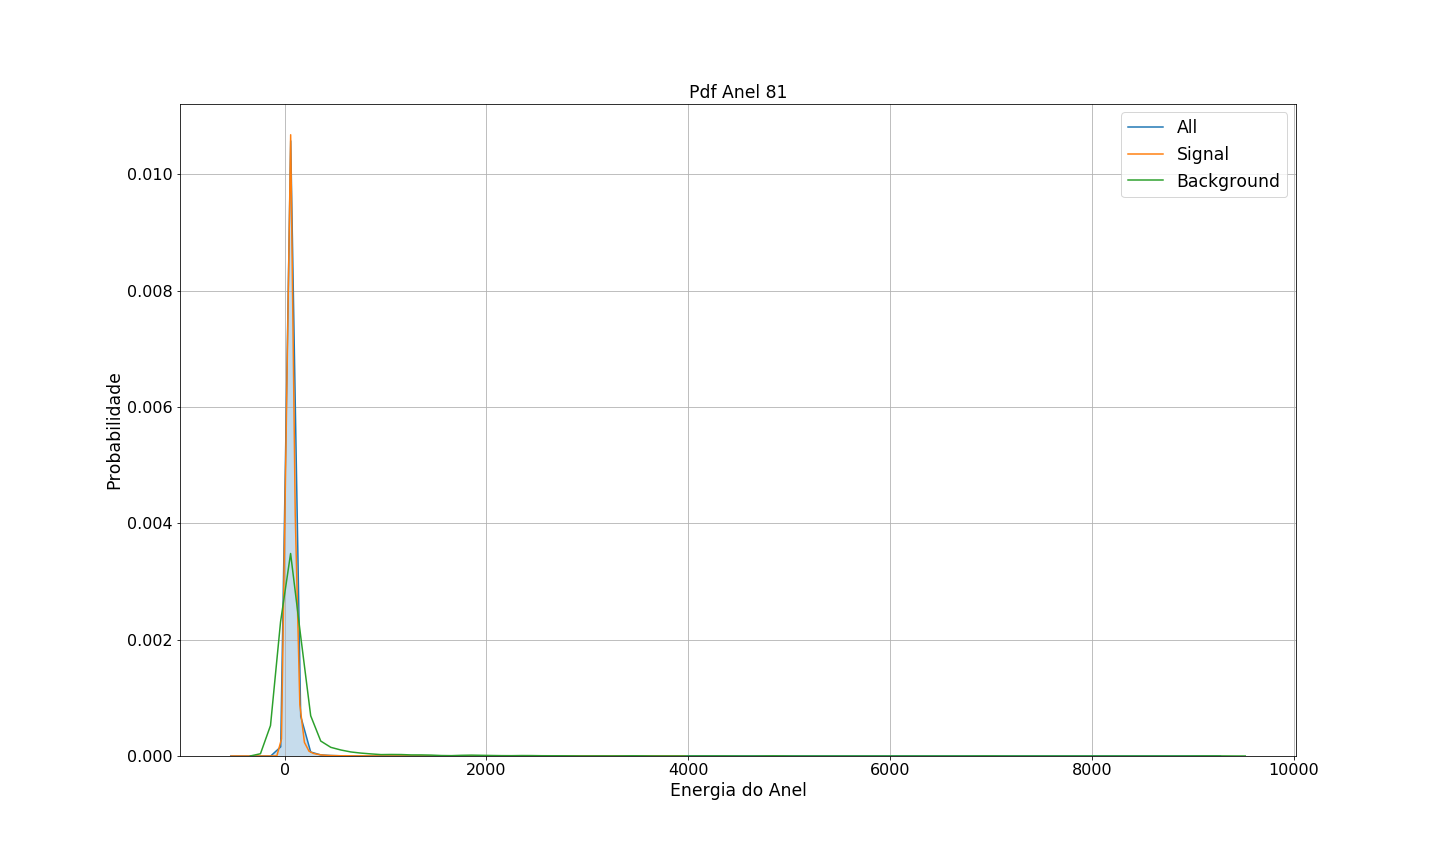 Pdf Anel 81
All
Signal
Background
Probabilidade
0.010
0.008
0.006
0.004
0.002
0.000
0 2000 4000 6000 8000 10000
Energia do Anel